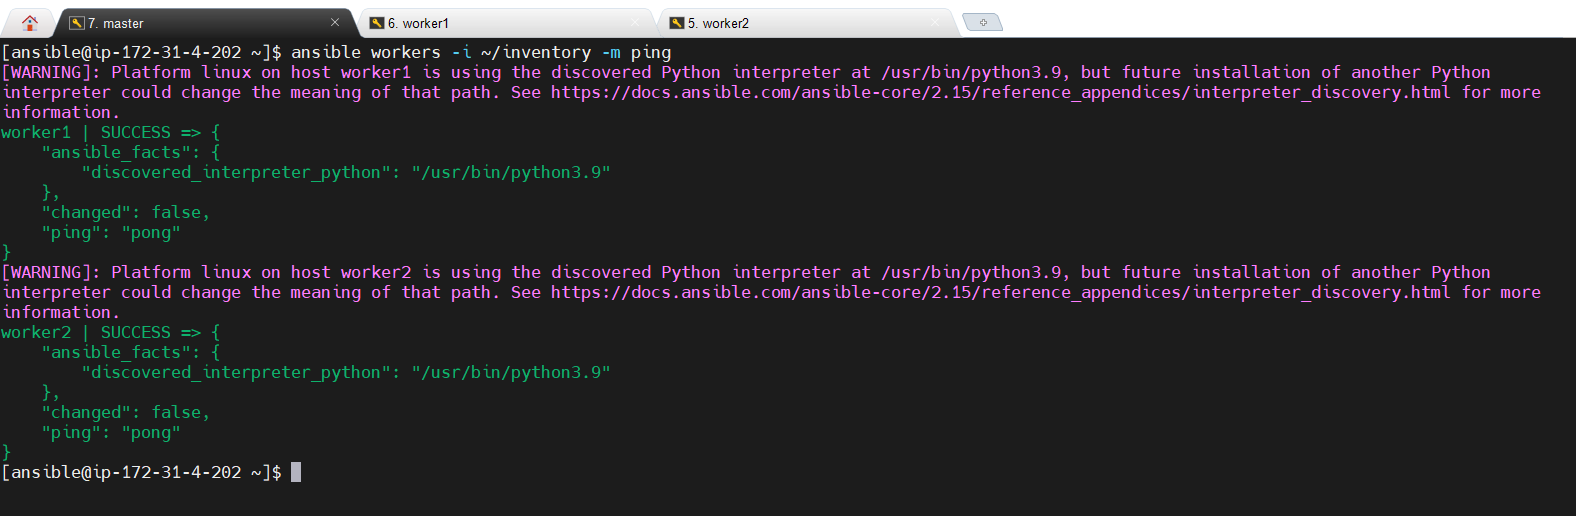 7. master
6. worker1
5. worker2
[ansible@ip-172-31-4-202 ~]$ ansible workers -i ~/inventory -m ping
[WARNING]: Platform linux on host worker1 is using the discovered Python interpreter at /usr/bin/python3.9, but future installation of another Python
interpreter could change the meaning of that path. See https://docs.ansible.com/ansible-core/2.15/reference_appendices/interpreter_discovery.html for more
information.
worker1 | SUCCESS => {
    "ansible_facts": {
        "discovered_interpreter_python": "/usr/bin/python3.9"
    },
    "changed": false,
    "ping": "pong"
}
[WARNING]: Platform linux on host worker2 is using the discovered Python interpreter at /usr/bin/python3.9, but future installation of another Python
interpreter could change the meaning of that path. See https://docs.ansible.com/ansible-core/2.15/reference_appendices/interpreter_discovery.html for more
information.
worker2 | SUCCESS => {
    "ansible_facts": {
        "discovered_interpreter_python": "/usr/bin/python3.9"
    },
    "changed": false,
    "ping": "pong"
}
[ansible@ip-172-31-4-202 ~]$